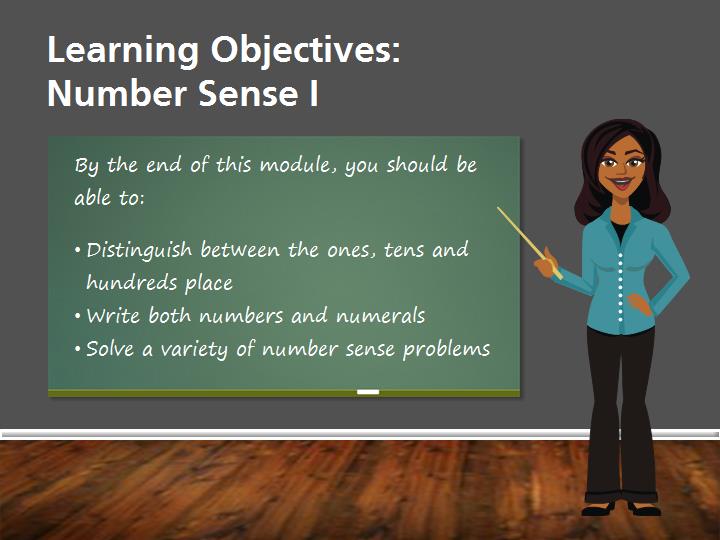 Learning Objectives:
Number Sense I
By the end of this module, you should be
able to:
• Distinguish between the ones, tens and
hundreds place
• Write both numbers and numerals
• Solve a variety of number sense problems